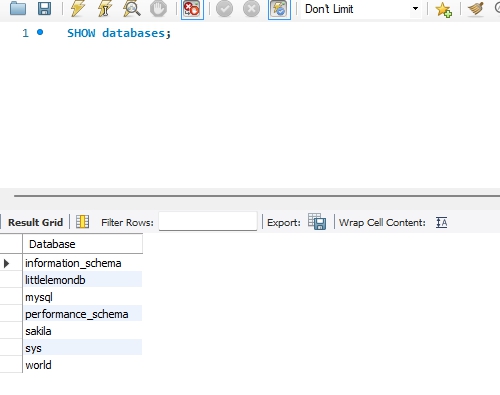 Don't Limit
1 SHOW databases;
Result Grid Filter Rows: Export: Wrap Cell Content:
Database
information_schema
littlelemondb
mysql
performance_schema
sakila
sys
world